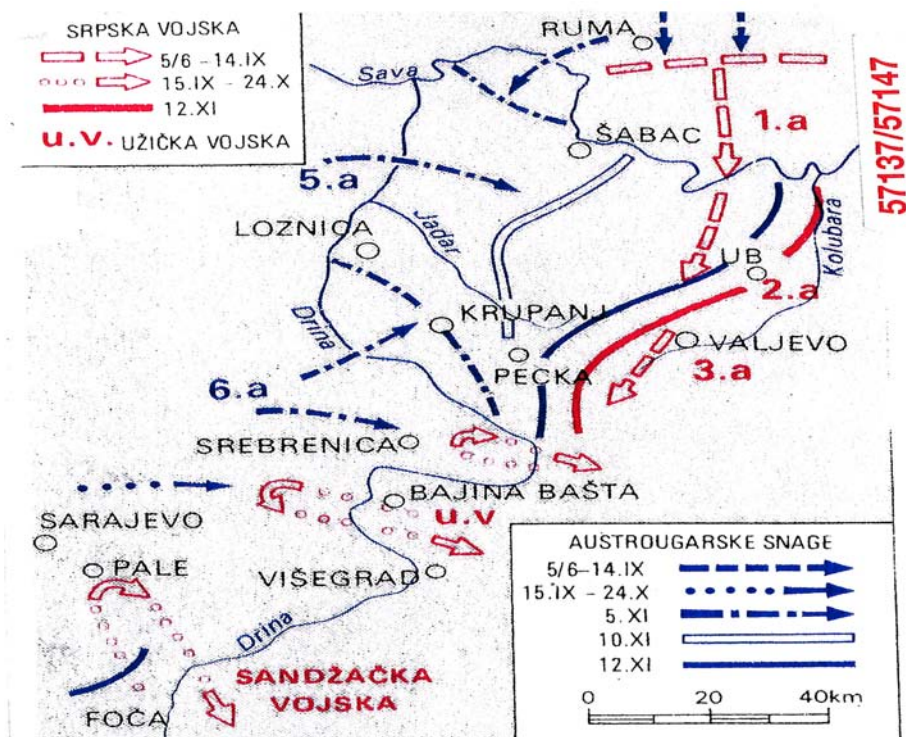 SRPSKA VOJSKA
5/6 – 14.IX
15.IX – 24.X
12.XI
u.v. UŽIČKA VOJSKA
RUMA
Sava
ŠABAC
1.a
57137/57147
5.a
LOZNICA
Jadar
UB
Kolubara
2.a
Drina
KRUPANJ
VALJEVO
PECKA
3.a
6.a
SREBRENICA
BAJINA BAŠTA
u.v
SARAJEVO
PALE
VIŠEGRAD
Drina
SANDŽAČKA
VOJSKA
FOČA
AUSTROUGARSKE SNAGE
5/6–14.IX
15.IX – 24.X
5.XI
10.XI
12.XI
0 20 40km